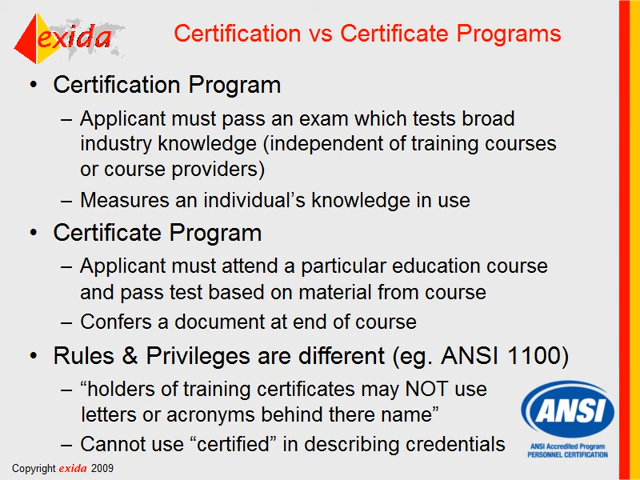 exida
Certification vs Certificate Programs
• Certification Program
– Applicant must pass an exam which tests broad
industry knowledge (independent of training courses
or course providers)
– Measures an individual's knowledge in use
• Certificate Program
– Applicant must attend a particular education course
and pass test based on material from course
– Confers a document at end of course
• Rules & Privileges are different (eg. ANSI 1100)
– “holders of training certificates may NOT use
letters or acronyms behind there name”
– Cannot use “certified” in describing credentials
ANSI
ANSI Accredited Program
PERSONNEL CERTIFICATION
Copyright exida 2009